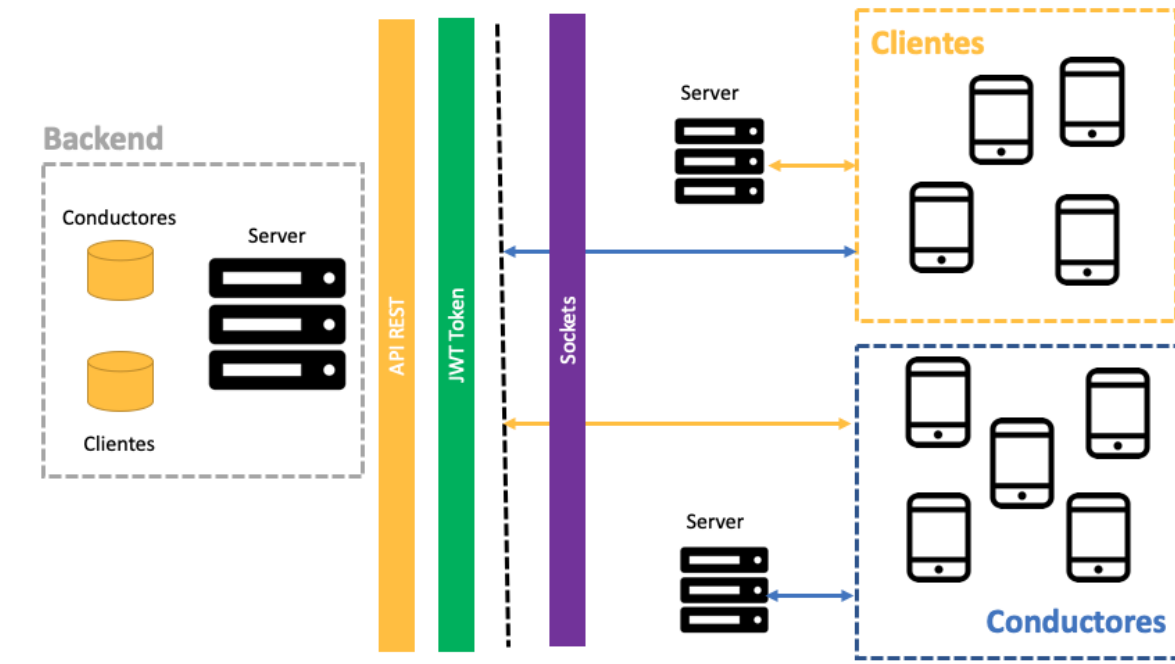 Backend
Conductores
Server
Clientes
API REST
JWT Token
Sockets
Server
Clientes
Server
Conductores